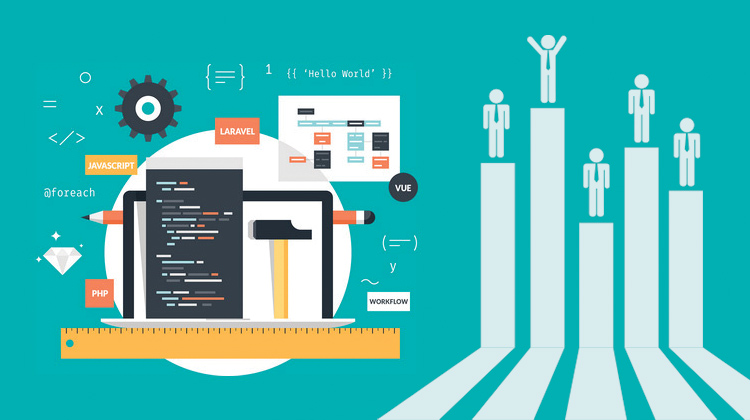 1
{{ 'Hello World' }}
{=}
=
X
</>
LARAVEL
JAVASCRIPT
VUE
@foreach
(=)
y
PHP
WORKFLOW